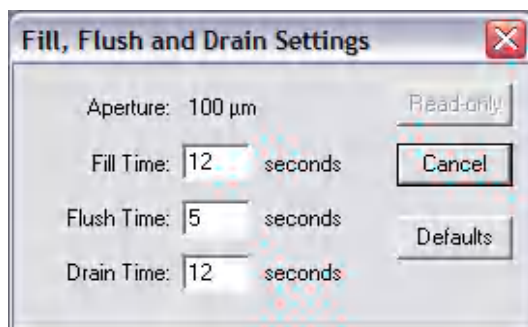 Fill, Flush and Drain Settings
Aperture: 100 µm
Read-only
Fill Time: 12 seconds
Cancel
Flush Time: 5 seconds
Defaults
Drain Time: 12 seconds